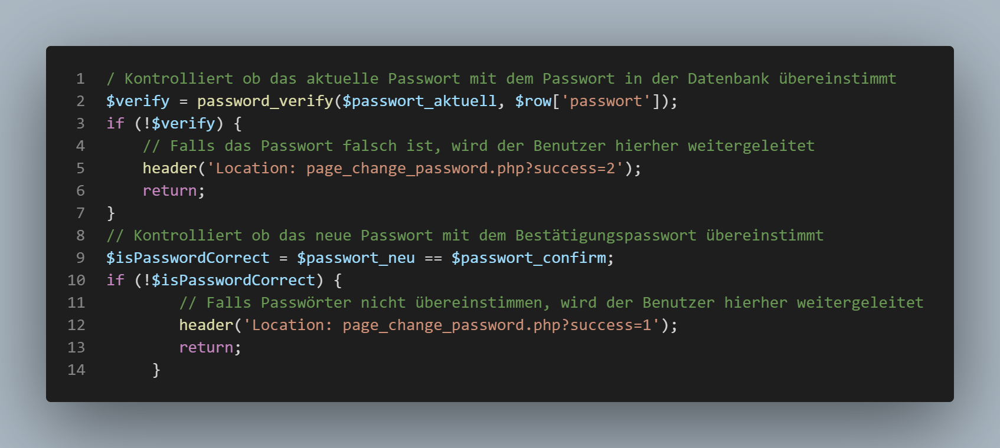 1 / Kontrolliert ob das aktuelle Passwort mit dem Passwort in der Datenbank übereinstimmt
2 $verify = password_verify($passwort_aktuell, $row['passwort']);
3 if (!$verify) {
4     // Falls das Passwort falsch ist, wird der Benutzer hierher weitergeleitet
5     header('Location: page_change_password.php?success=2');
6     return;
7 }
8 // Kontrolliert ob das neue Passwort mit dem Bestätigungspasswort übereinstimmt
9 $isPasswordCorrect = $passwort_neu == $passwort_confirm;
10 if (!$isPasswordCorrect) {
11         // Falls Passwörter nicht übereinstimmen, wird der Benutzer hierher weitergeleitet
12         header('Location: page_change_password.php?success=1');
13         return;
14      }